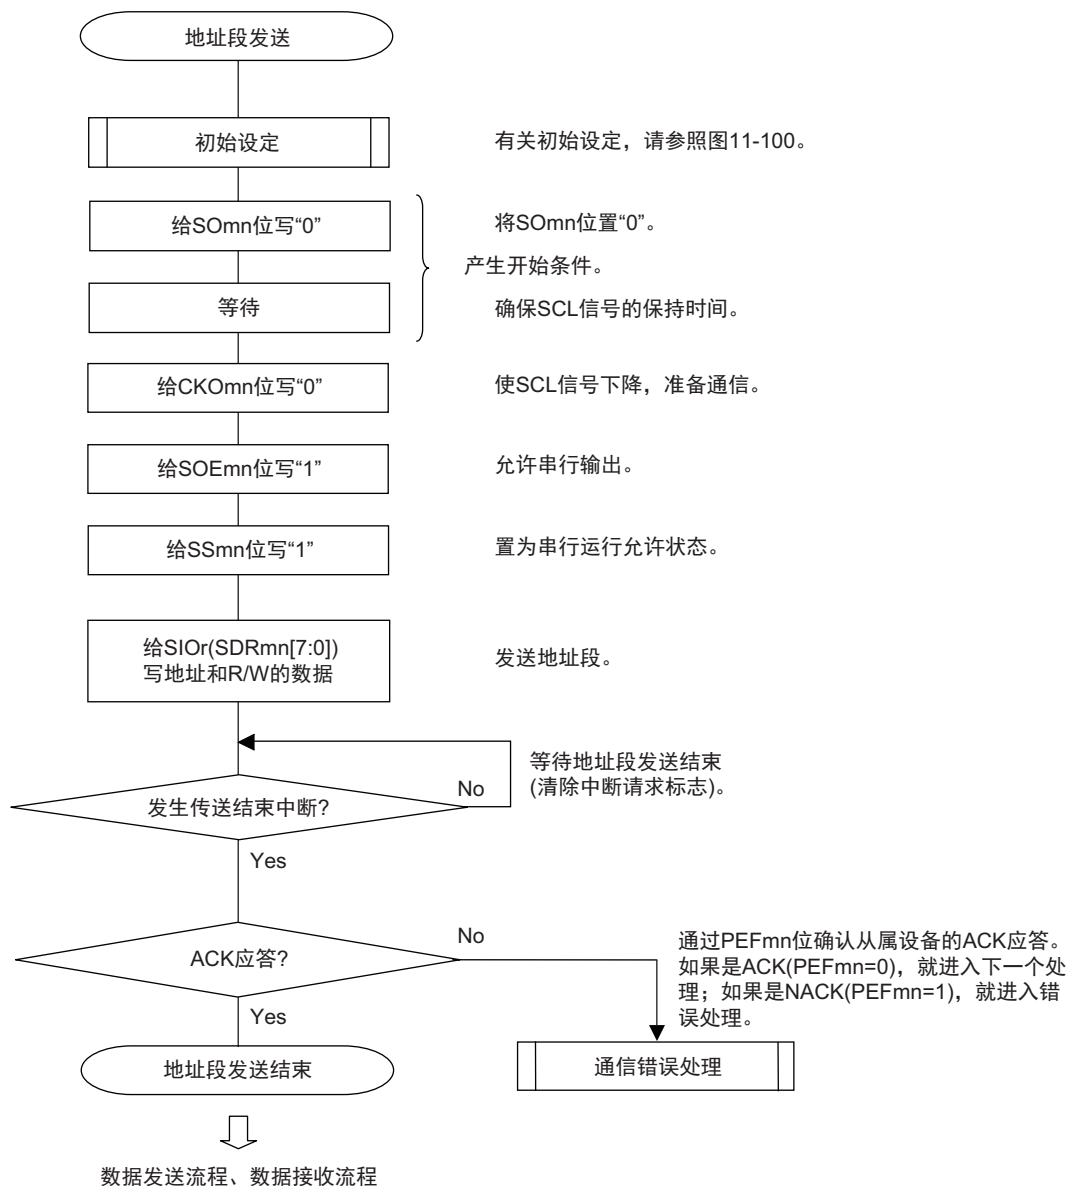 地址段发送
初始设定
有关初始设定，请参照图11-100。
给SOmn位写“0”
将SOmn位置“0”。
产生开始条件。
等待
确保SCL信号的保持时间。
给CKOmn位写“0”
使SCL信号下降，准备通信。
给SOEmn位写“1”
允许串行输出。
给SSmn位写“1”
置为串行运行允许状态。
给SIOr(SDRmn[7:0])
写地址和R/W的数据
发送地址段。
等待地址段发送结束
(清除中断请求标志)。
发生传送结束中断?
No
Yes
ACK应答?
No
通过PEFmn位确认从属设备的ACK应答。
如果是ACK(PEFmn=0)，就进入下一个处
理；如果是NACK(PEFmn=1)，就进入错
误处理。
Yes
地址段发送结束
通信错误处理
数据发送流程、数据接收流程